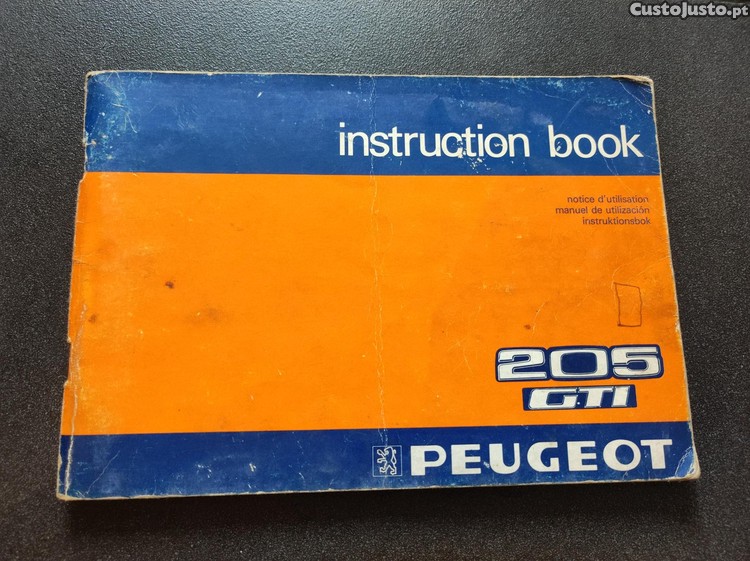 CustoJusto.pt
instruction book
notice d'utilisation
manuel de utilización
instruktionsbok
205
GTI
PEUGEOT